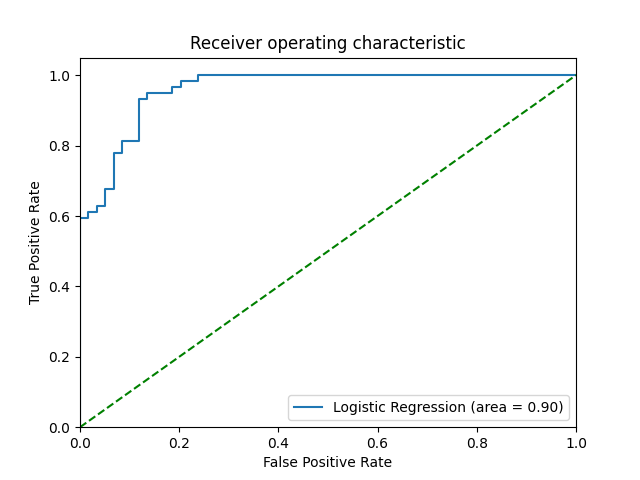 Receiver operating characteristic
1.0
0.8
0.6
0.4
0.2
0.0
True Positive Rate
Logistic Regression (area = 0.90)
0.0 0.2 0.4 0.6 0.8 1.0
False Positive Rate